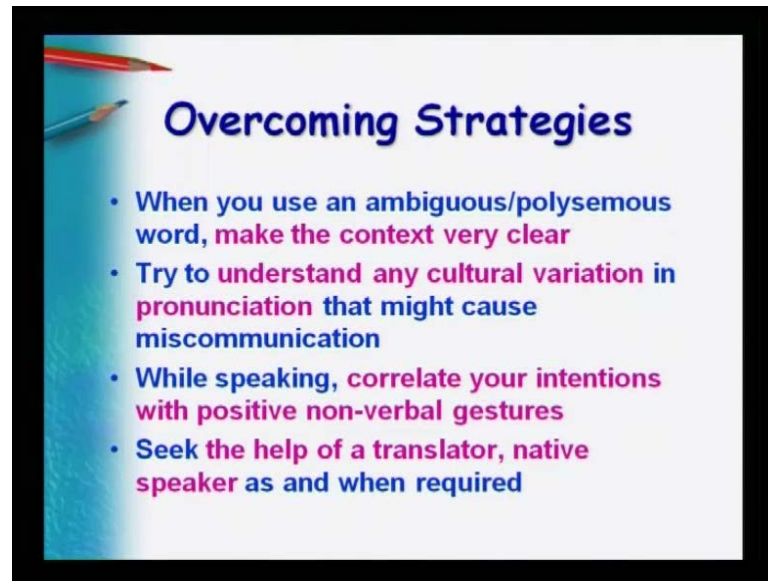 Overcoming Strategies
• When you use an ambiguous/polysemous
word, make the context very clear
• Try to understand any cultural variation in
pronunciation that might cause
miscommunication
• While speaking, correlate your intentions
with positive non-verbal gestures
• Seek the help of a translator, native
speaker as and when required